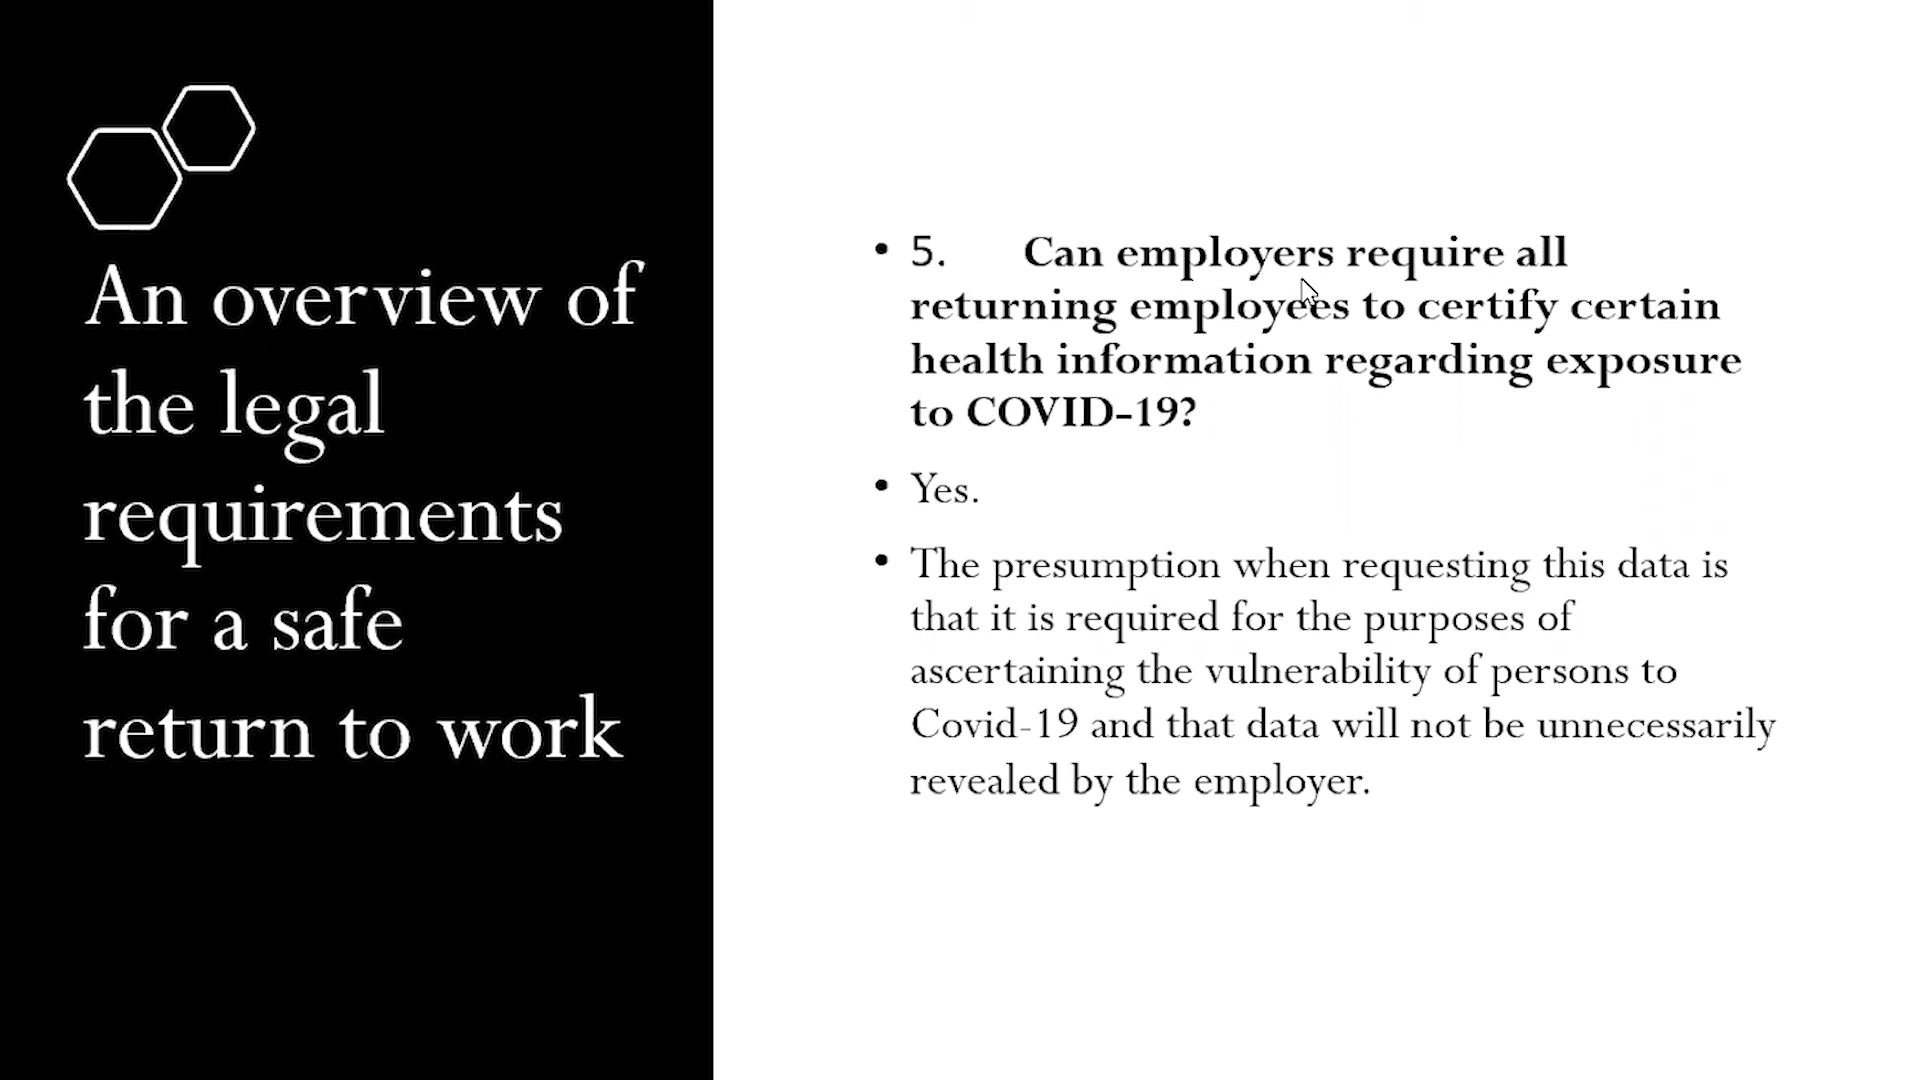 An overview of
the legal
requirements
for a safe
return to work
• 5. Can employers require all
returning employees to certify certain
health information regarding exposure
to COVID-19?
• Yes.
• The presumption when requesting this data is
that it is required for the purposes of
ascertaining the vulnerability of persons to
Covid-19 and that data will not be unnecessarily
revealed by the employer.